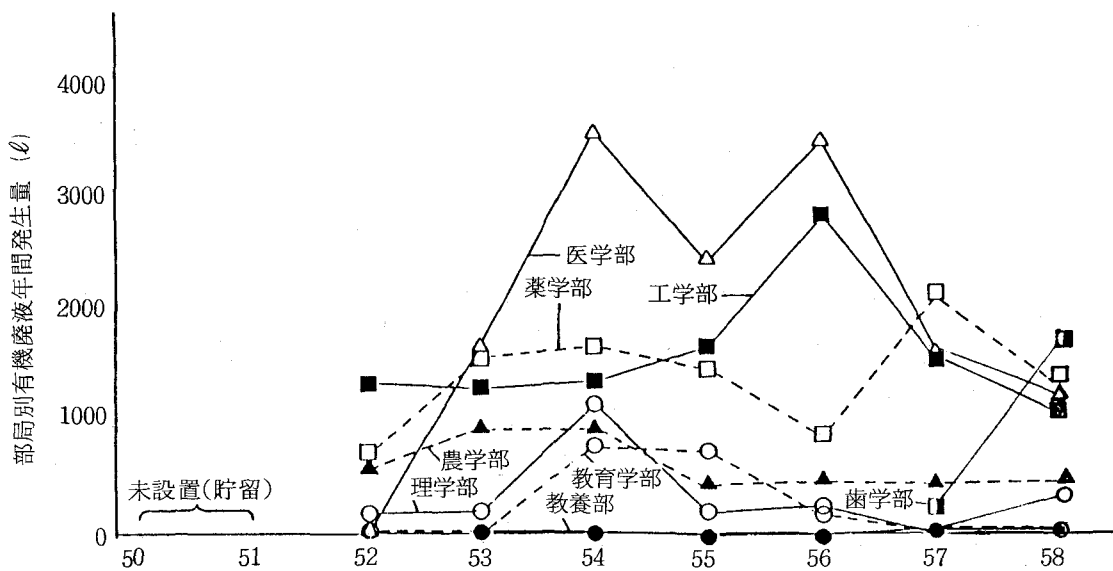 部局別有機廃液年間発生量 (ℓ)
4000
3000
2000
1000
0
医学部
薬学部
工学部
農学部
理学部
教育学部
教養部
歯学部
未設置(貯留)
50 51 52 53 54 55 56 57 58